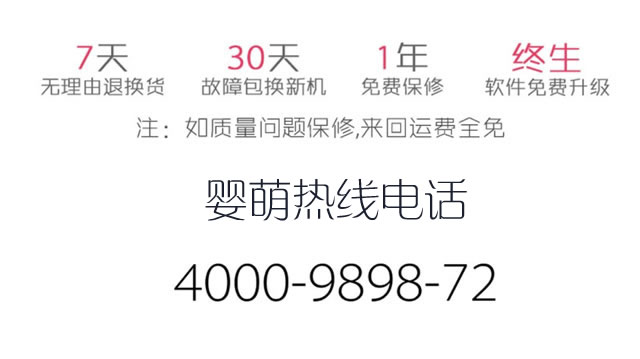 7天 30天 1年 终生
无理由退换货 故障包换新机 免费保修 软件免费升级
注：如质量问题保修,来回运费全免
婴萌热线电话
4000-9898-72